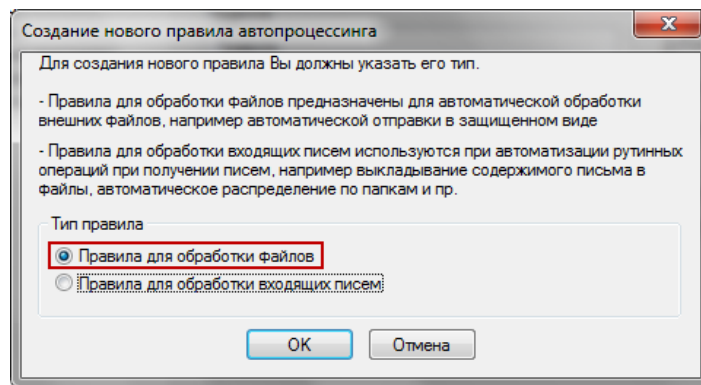 Создание нового правила автопроцессинга
Для создания нового правила Вы должны указать его тип.
- Правила для обработки файлов предназначены для автоматической обработки
внешних файлов, например автоматической отправки в защищенном виде
- Правила для обработки входящих писем используются при автоматизации рутинных
операций при получении писем, например выкладывание содержимого письма в
файлы, автоматическое распределение по папкам и пр.
Тип правила
Правила для обработки файлов
Правила для обработки входящих писем
OK
Отмена